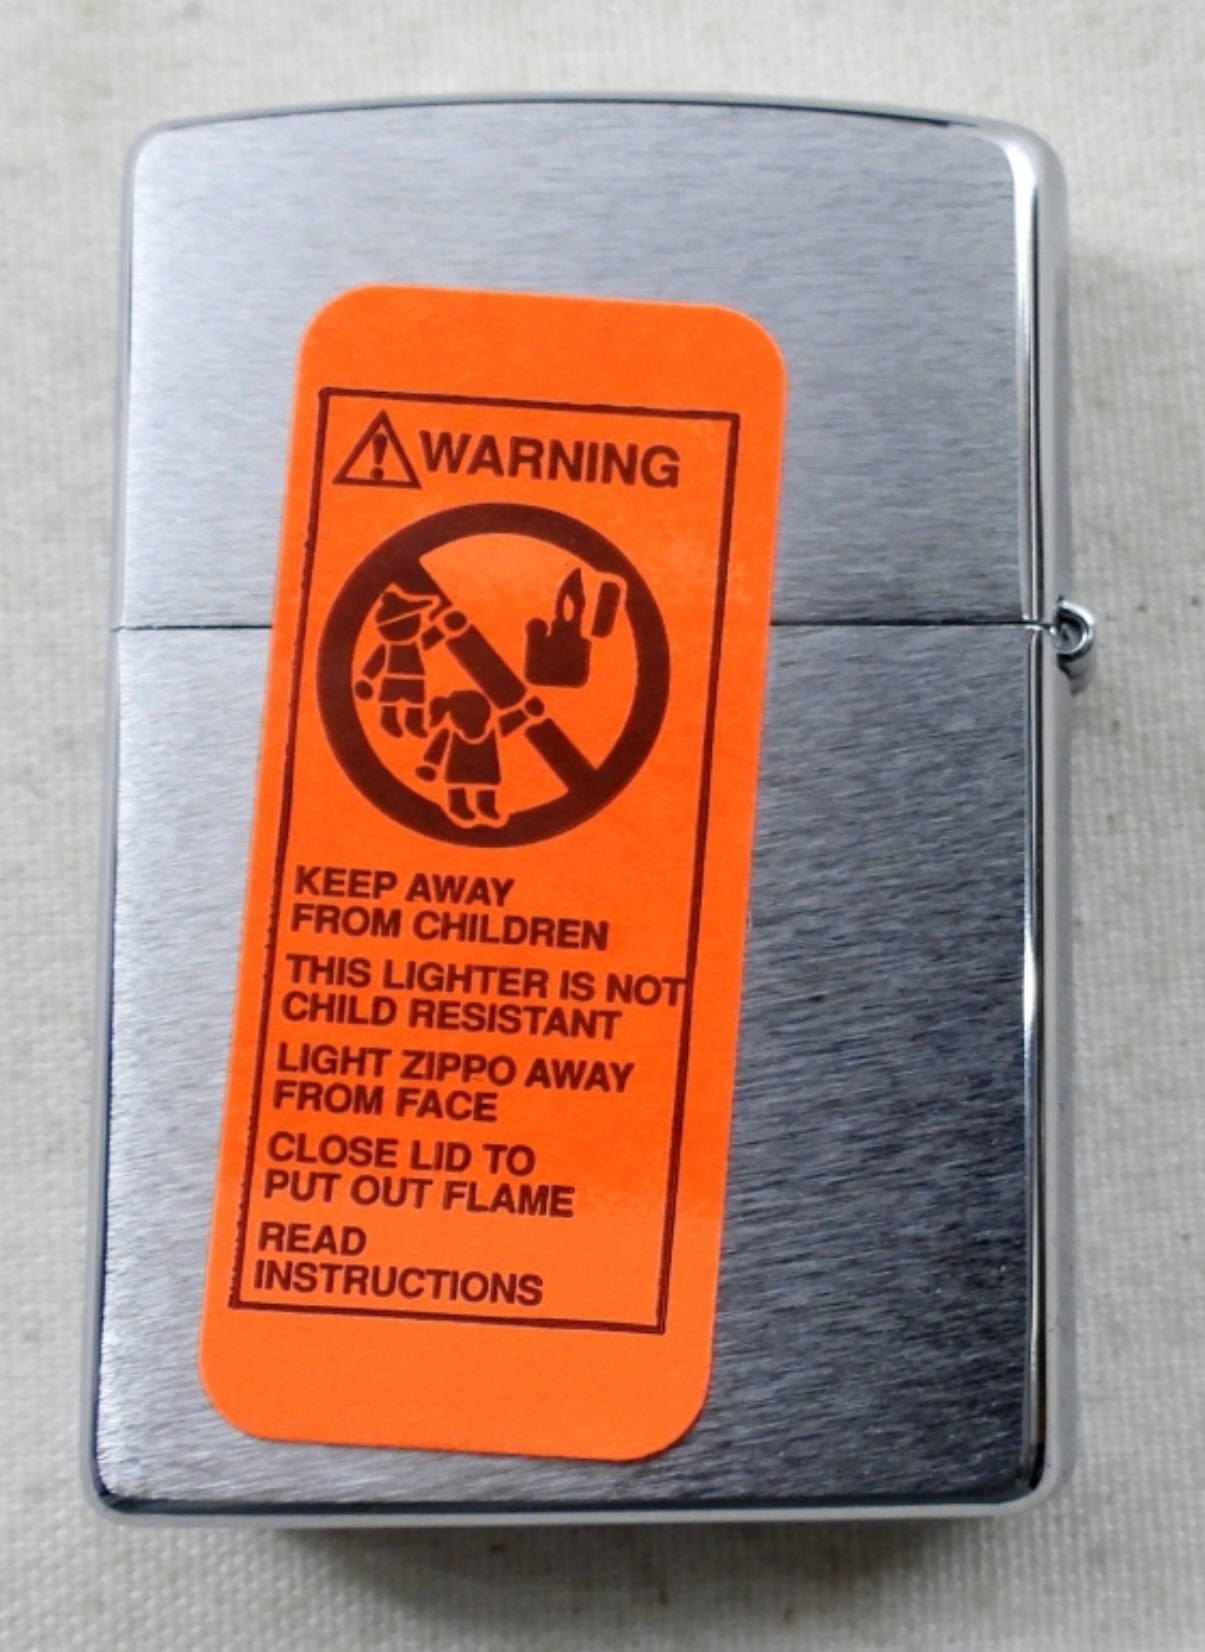 WARNING
KEEP AWAY
FROM CHILDREN
THIS LIGHTER IS NOT
CHILD RESISTANT
LIGHT ZIPPO AWAY
FROM FACE
CLOSE LID TO
PUT OUT FLAME
READ
INSTRUCTIONS